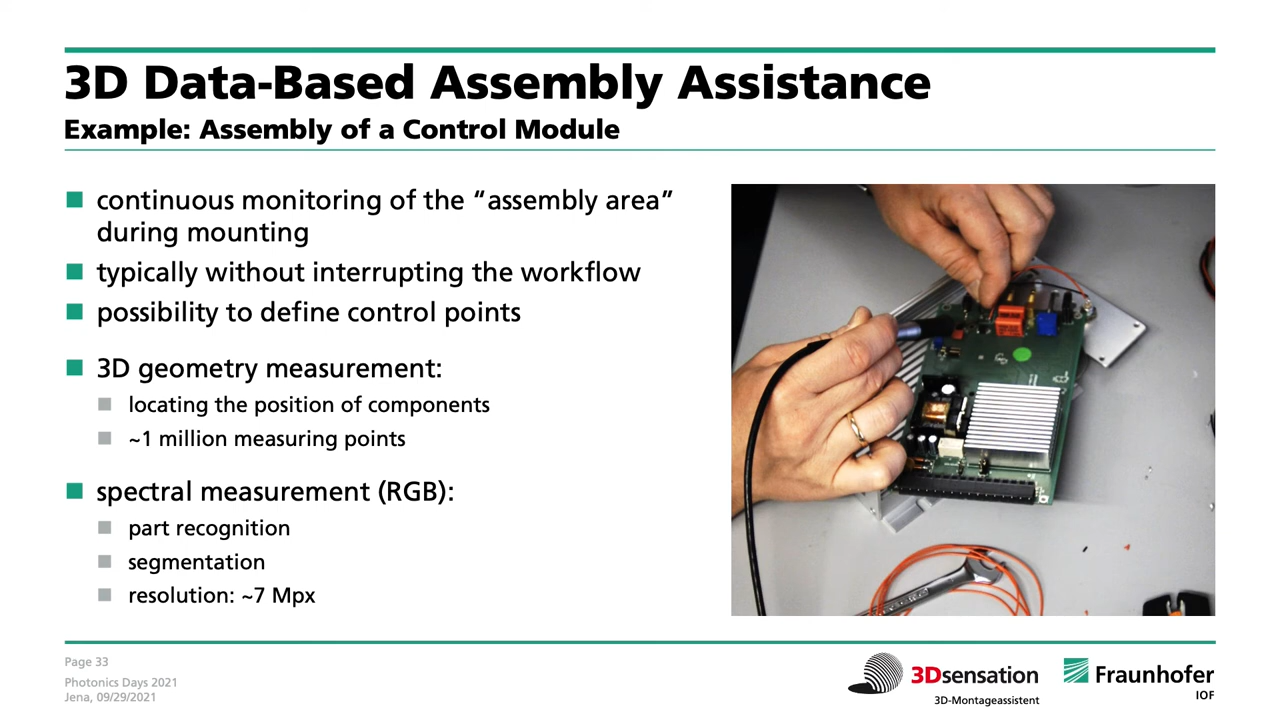 3D Data-Based Assembly Assistance
Example: Assembly of a Control Module
continuous monitoring of the “assembly area”
during mounting
typically without interrupting the workflow
possibility to define control points
3D geometry measurement:
locating the position of components
~1 million measuring points
spectral measurement (RGB):
part recognition
segmentation
resolution: ~7 Mpx
Page 33
Photonics Days 2021
Jena, 09/29/2021
3Dsensation
3D-Montageassistent
Fraunhofer
IOF